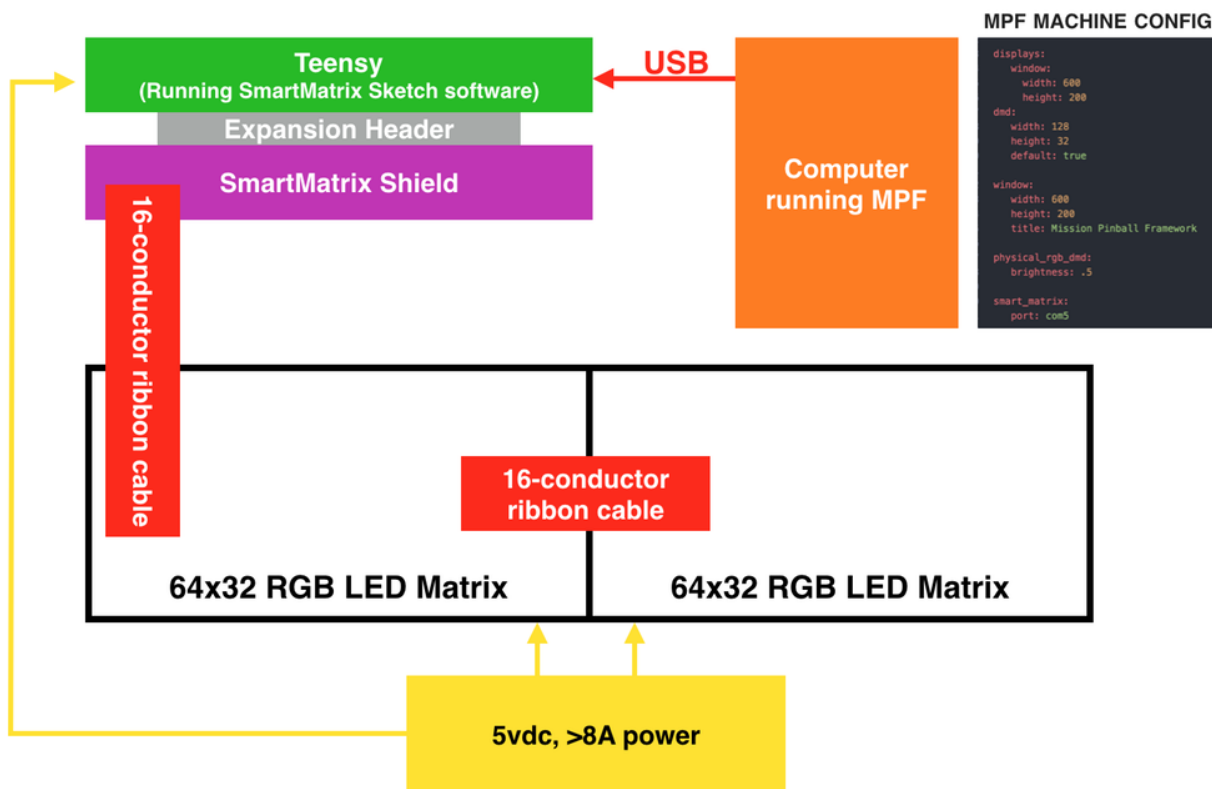 MPF MACHINE CONFIG
Teensy
(Running SmartMatrix Sketch software)
USB
Expansion Header
SmartMatrix Shield
Computer
running MPF
displays:
window:
width: 600
height: 200
dmd:
width: 128
height: 32
default: true
window:
width: 600
height: 200
title: Mission Pinball Framework
physical_rgb_dmd:
brightness: .5
smart_matrix:
port: com5
16-conductor ribbon cable
16-conductor
ribbon cable
64x32 RGB LED Matrix
64x32 RGB LED Matrix
5vdc, >8A power